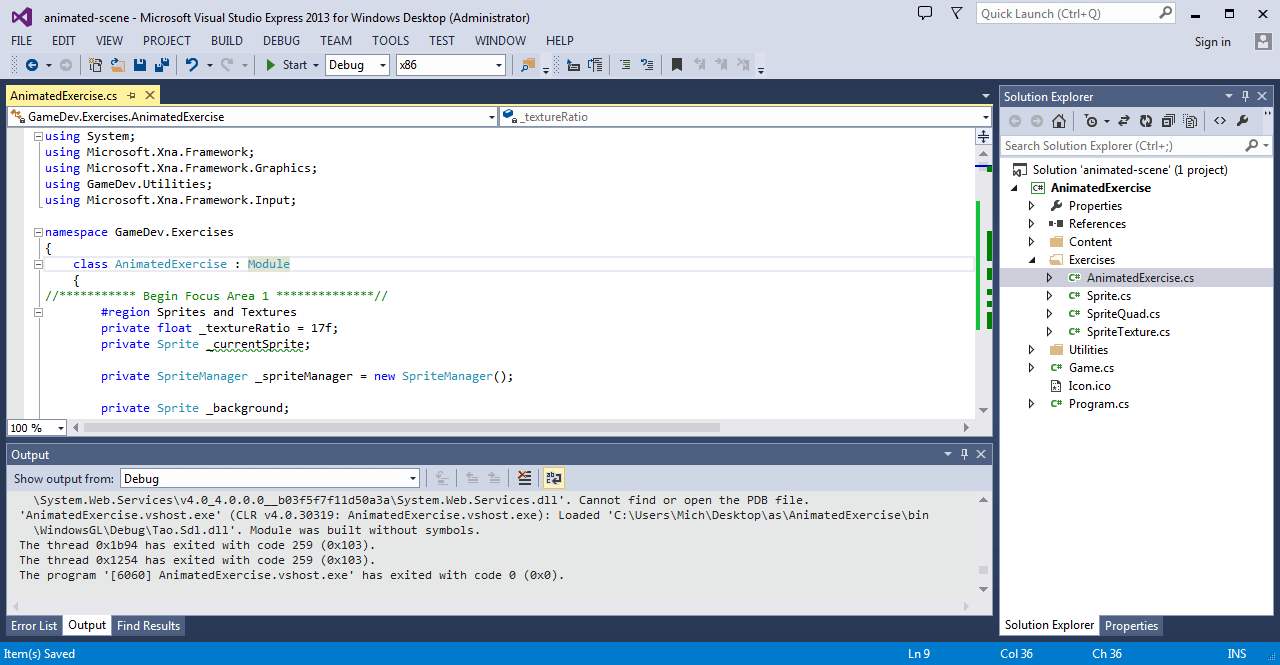 animated-scene - Microsoft Visual Studio Express 2013 for Windows Desktop (Administrator)
Quick Launch (Ctrl+Q)
FILE EDIT VIEW PROJECT BUILD DEBUG TEAM TOOLS TEST WINDOW HELP
Sign in
Start Debug x86
AnimatedExercise.cs
GameDev.Exercises.AnimatedExercise
_textureRatio
using System;
using Microsoft.Xna.Framework;
using Microsoft.Xna.Framework.Graphics;
using GameDev.Utilities;
using Microsoft.Xna.Framework.Input;
namespace GameDev.Exercises
{
class AnimatedExercise : Module
{
//*********** Begin Focus Area 1 **************//
#region Sprites and Textures
private float _textureRatio = 17f;
private Sprite _currentSprite;
private SpriteManager _spriteManager = new SpriteManager();
private Sprite _background;
100 %
Output
Show output from: Debug
\System.Web.Services\v4.0_4.0.0.0__b03f5f7f11d50a3a\System.Web.Services.dll'. Cannot find or open the PDB file.
'AnimatedExercise.vshost.exe' (CLR v4.0.30319: AnimatedExercise.vshost.exe): Loaded 'C:\Users\Mich\Desktop\as\AnimatedExercise\bin
\WindowsGL\Debug\Tao.Sdl.dll'. Module was built without symbols.
The thread 0x1b94 has exited with code 259 (0x103).
The thread 0x1254 has exited with code 259 (0x103).
The program '[6060] AnimatedExercise.vshost.exe' has exited with code 0 (0x0).
Error List Output Find Results
Solution Explorer
Search Solution Explorer (Ctrl+;)
Solution 'animated-scene' (1 project)
C# AnimatedExercise
Properties
References
Content
Exercises
C# AnimatedExercise.cs
C# Sprite.cs
C# SpriteQuad.cs
C# SpriteTexture.cs
Utilities
C# Game.cs
Icon.ico
C# Program.cs
Solution Explorer Properties
Item(s) Saved Ln 9 Col 36 Ch 36 INS